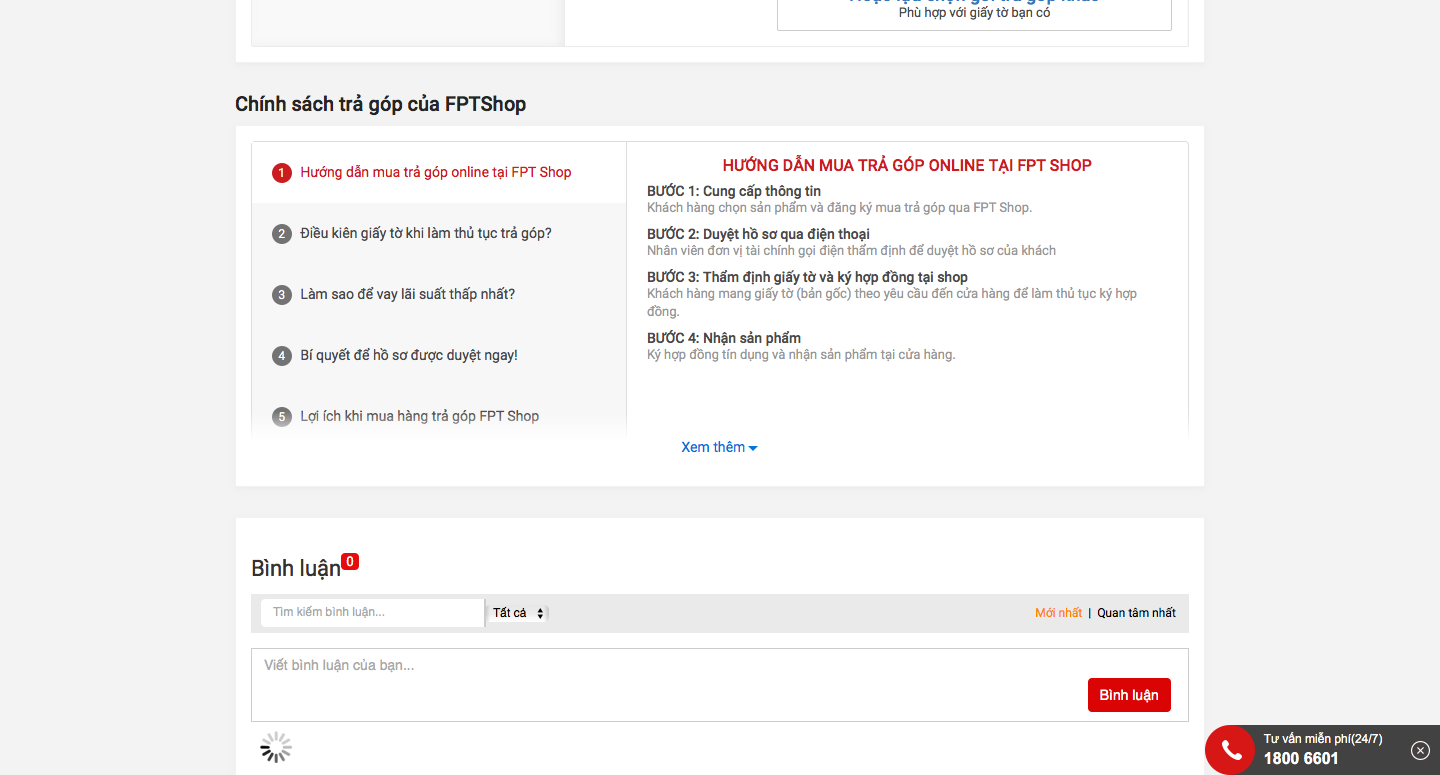 Hoặc lựa chọn gói trả góp khác
Phù hợp với giấy tờ bạn có
Chính sách trả góp của FPTShop
1 Hướng dẫn mua trả góp online tại FPT Shop
2 Điều kiên giấy tờ khi làm thủ tục trả góp?
3 Làm sao để vay lãi suất thấp nhất?
4 Bí quyết để hồ sơ được duyệt ngay!
5 Lợi ích khi mua hàng trả góp FPT Shop
HƯỚNG DẪN MUA TRẢ GÓP ONLINE TẠI FPT SHOP
BƯỚC 1: Cung cấp thông tin
Khách hàng chọn sản phẩm và đăng ký mua trả góp qua FPT Shop.
BƯỚC 2: Duyệt hồ sơ qua điện thoại
Nhân viên đơn vị tài chính gọi điện thẩm định để duyệt hồ sơ của khách
BƯỚC 3: Thẩm định giấy tờ và ký hợp đồng tại shop
Khách hàng mang giấy tờ (bản gốc) theo yêu cầu đến cửa hàng để làm thủ tục ký hợp
đồng.
BƯỚC 4: Nhận sản phẩm
Ký hợp đồng tín dụng và nhận sản phẩm tại cửa hàng.
Xem thêm
Bình luận 0
Tìm kiếm bình luận...
Tất cả
Mới nhất | Quan tâm nhất
Viết bình luận của bạn...
Bình luận
Tư vấn miễn phí(24/7)
1800 6601